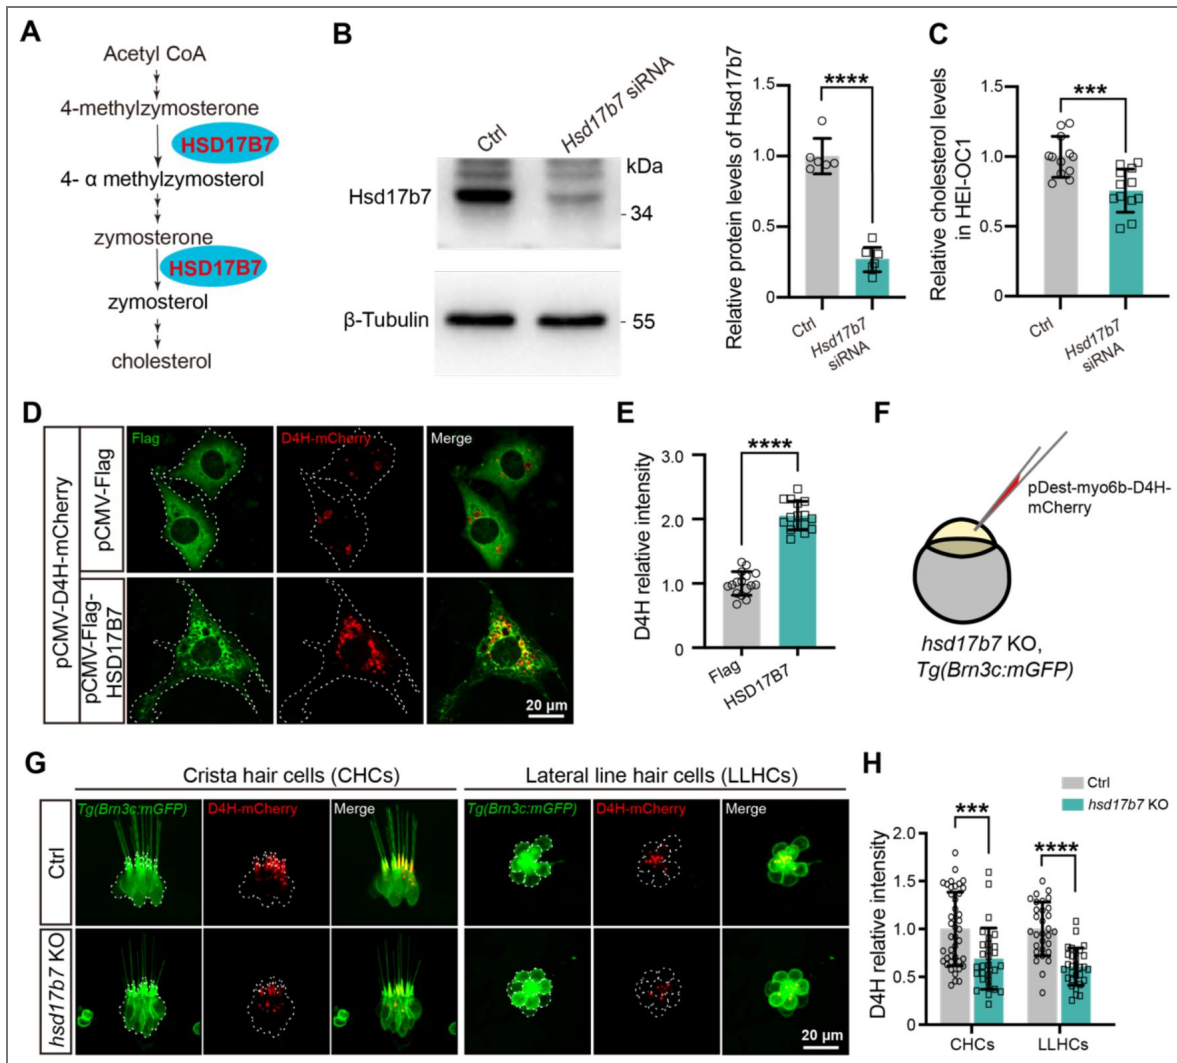 A
Acetyl CoA
4-methylzymosterone
HSD17B7
4- α methylzymosterol
zymosterone
HSD17B7
zymosterol
cholesterol
B
Ctrl
Hsd17b7 siRNA
kDa
Hsd17b7
- 34
β-Tubulin
- 55
Relative protein levels of Hsd17b7
1.5
1.0
0.5
0
****
Ctrl
Hsd17b7
siRNA
C
Relative cholesterol levels
in HEI-OC1
1.5
1.0
0.5
0
***
Ctrl
Hsd17b7
siRNA
D
pCMV-D4H-mCherry
pCMV-Flag
pCMV-Flag-
HSD17B7
Flag
D4H-mCherry
Merge
20 μm
E
D4H relative intensity
3.0
2.0
1.0
0
****
Flag
HSD17B7
F
pDest-myo6b-D4H-
mCherry
hsd17b7 KO,
Tg(Brn3c:mGFP)
G
Crista hair cells (CHCs)
Lateral line hair cells (LLHCs)
Tg(Brn3c:mGFP)
D4H-mCherry
Merge
Tg(Brn3c:mGFP)
D4H-mCherry
Merge
Ctrl
hsd17b7 KO
20 μm
H
Ctrl
hsd17b7 KO
D4H relative intensity
2.0
1.5
1.0
0.5
0
***
****
CHCs
LLHCs